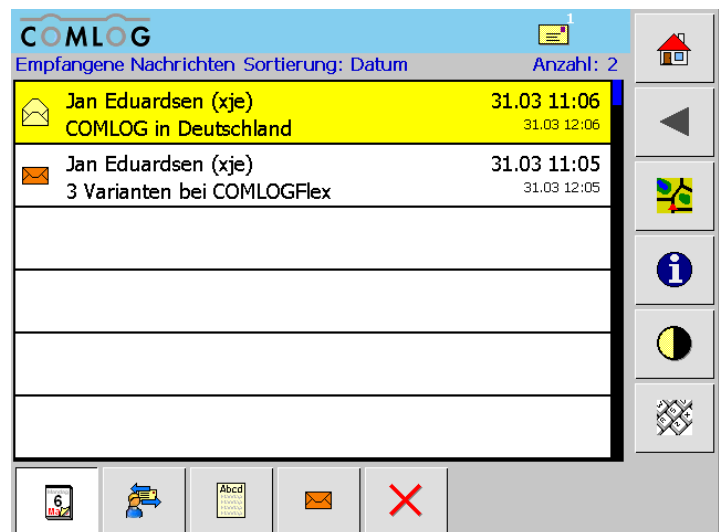 COMLOG
1
Empfangene Nachrichten Sortierung: Datum
Anzahl: 2
Jan Eduardsen (xje)
31.03 11:06
COMLOG in Deutschland
31.03 12:06
Jan Eduardsen (xje)
31.03 11:05
3 Varianten bei COMLOGFlex
31.03 12:05
6
Abcd